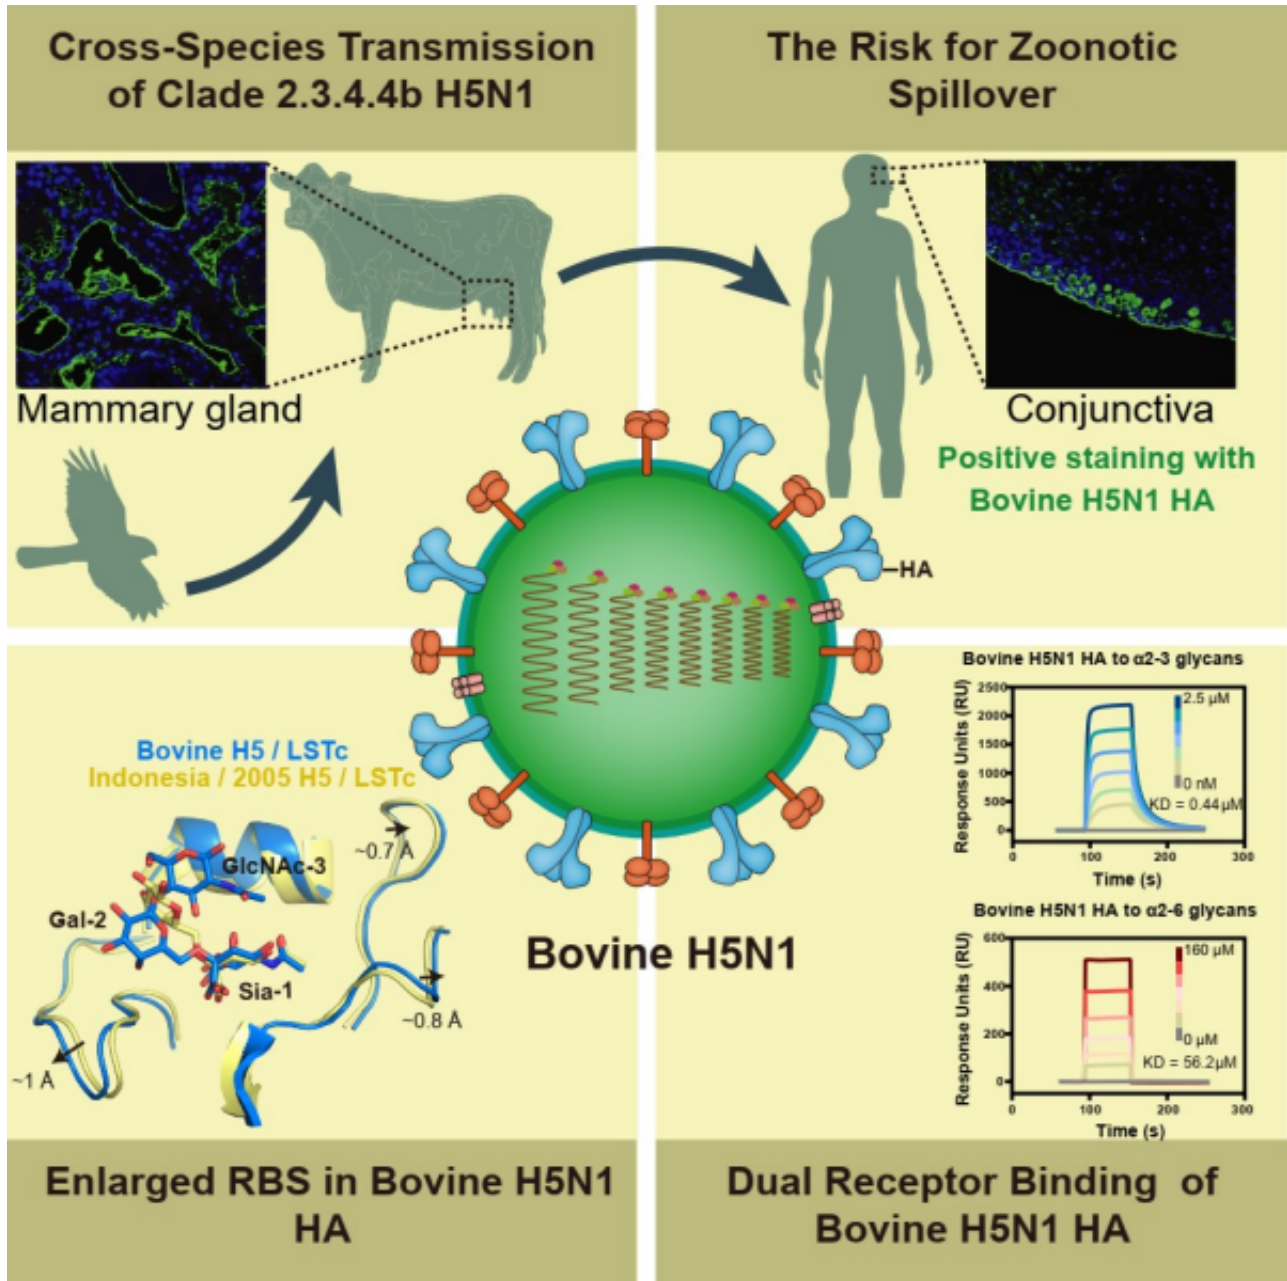 Cross-Species Transmission
of Clade 2.3.4.4b H5N1
The Risk for Zoonotic
Spillover
Mammary gland
Conjunctiva
Positive staining with
Bovine H5N1 HA
HA
Bovine H5N1
Bovine H5 / LSTc
Indonesia / 2005 H5 / LSTc
~0.7 Å
GlcNAc-3
Gal-2
Sia-1
~0.8 Å
~1 Å
Enlarged RBS in Bovine H5N1
HA
Bovine H5N1 HA to α2-3 glycans
Response Units (RU)
2500
2000
1500
1000
500
0
2.5 µM
0 nM
KD = 0.44µM
0
100
200
300
Time (s)
Bovine H5N1 HA to α2-6 glycans
Response Units (RU)
600
400
200
0
160 µM
0 µM
KD = 56.2µM
0
100
200
300
Time (s)
Dual Receptor Binding of
Bovine H5N1 HA